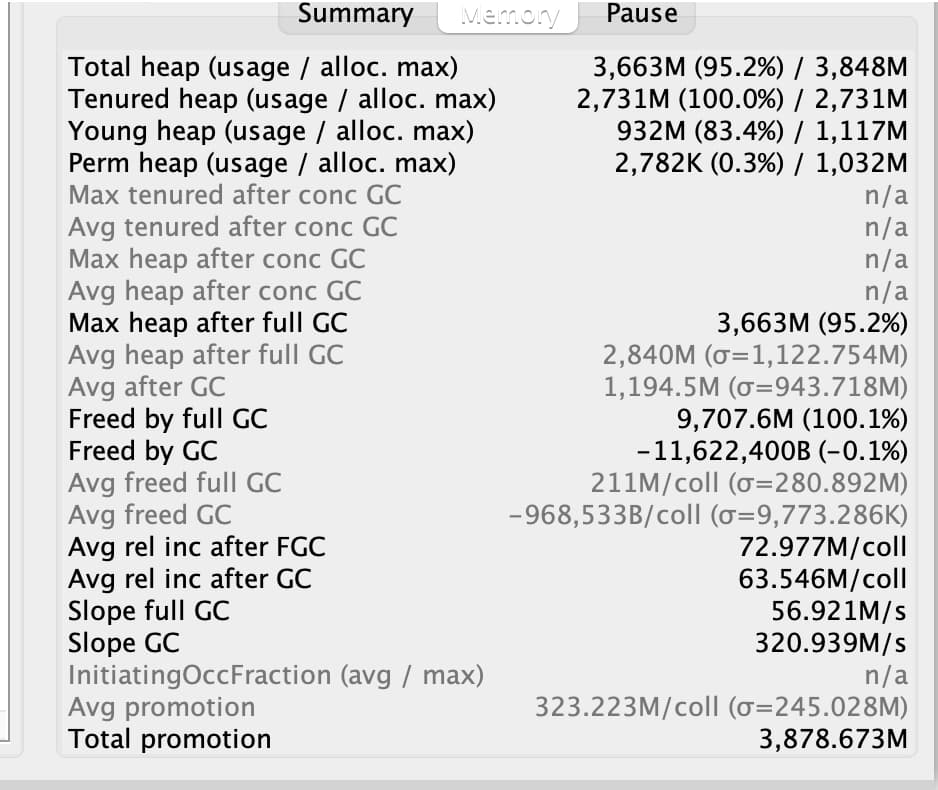 Summary Memory Pause
Total heap (usage / alloc. max) 3,663M (95.2%) / 3,848M
Tenured heap (usage / alloc. max) 2,731M (100.0%) / 2,731M
Young heap (usage / alloc. max) 932M (83.4%) / 1,117M
Perm heap (usage / alloc. max) 2,782K (0.3%) / 1,032M
Max tenured after conc GC n/a
Avg tenured after conc GC n/a
Max heap after conc GC n/a
Avg heap after conc GC n/a
Max heap after full GC 3,663M (95.2%)
Avg heap after full GC 2,840M (σ=1,122.754M)
Avg after GC 1,194.5M (σ=943.718M)
Freed by full GC 9,707.6M (100.1%)
Freed by GC -11,622,400B (-0.1%)
Avg freed full GC 211M/coll (σ=280.892M)
Avg freed GC -968,533B/coll (σ=9,773.286K)
Avg rel inc after FGC 72.977M/coll
Avg rel inc after GC 63.546M/coll
Slope full GC 56.921M/s
Slope GC 320.939M/s
InitiatingOccFraction (avg / max) n/a
Avg promotion 323.223M/coll (σ=245.028M)
Total promotion 3,878.673M